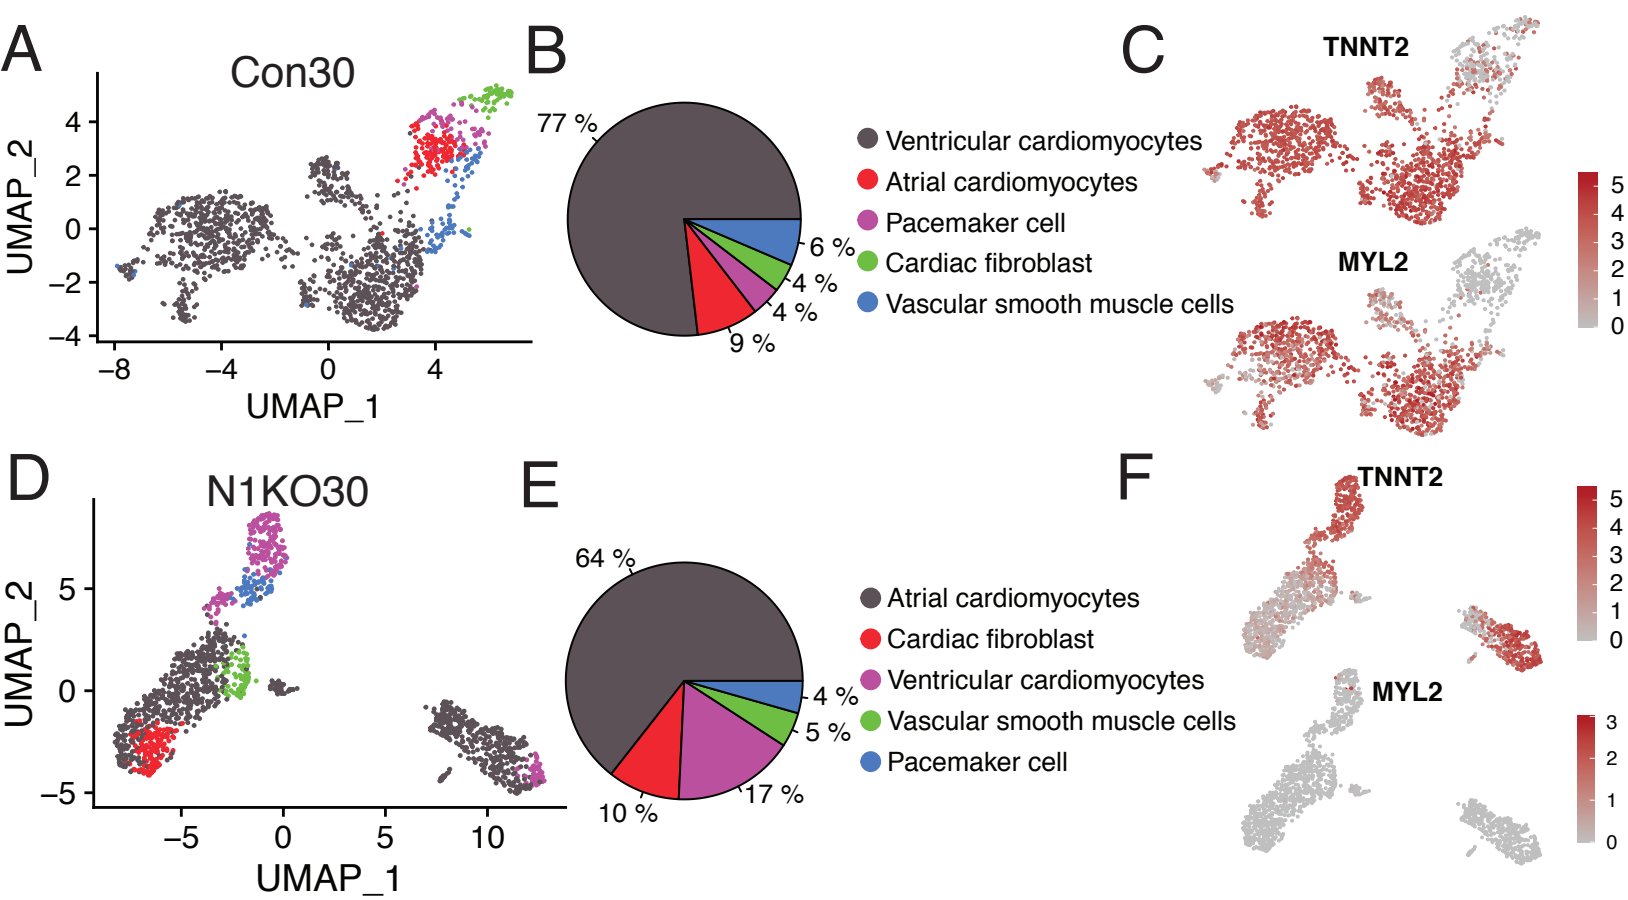 A
Con30
UMAP_2
4
2
0
−2
−4
−8
−4
0
4
UMAP_1
B
77 %
6 %
4 %
4 %
9 %
Ventricular cardiomyocytes
Atrial cardiomyocytes
Pacemaker cell
Cardiac fibroblast
Vascular smooth muscle cells
C
TNNT2
MYL2
5
4
3
2
1
0
D
N1KO30
UMAP_2
5
0
−5
−5
0
5
10
UMAP_1
E
64 %
4 %
5 %
17 %
10 %
Atrial cardiomyocytes
Cardiac fibroblast
Ventricular cardiomyocytes
Vascular smooth muscle cells
Pacemaker cell
F
TNNT2
5
4
3
2
1
0
MYL2
3
2
1
0